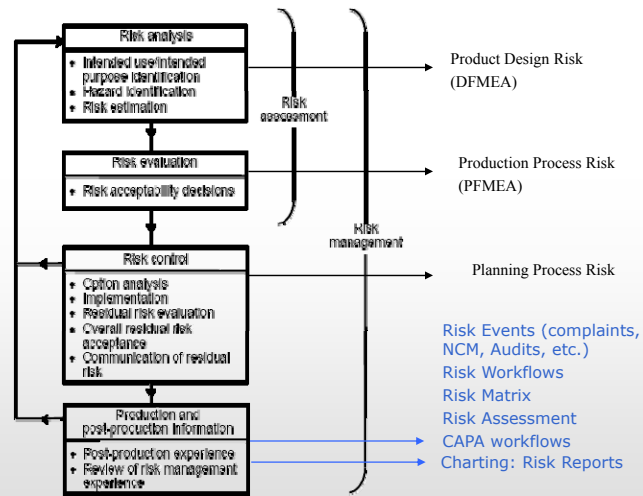 Risk analysis
• Intended use/intended
purpose identification
• Hazard identification
• Risk estimation
Risk
assessment
Product Design Risk
(DFMEA)
Risk evaluation
• Risk acceptability decisions
Production Process Risk
(PFMEA)
Risk
management
Risk control
• Option analysis
• Implementation
• Residual risk evaluation
• Overall residual risk
acceptance
• Communication of residual
risk
Planning Process Risk
Production and
post-production information
• Post-production experience
• Review of risk management
experience
Risk Events (complaints,
NCM, Audits, etc.)
Risk Workflows
Risk Matrix
Risk Assessment
CAPA workflows
Charting: Risk Reports